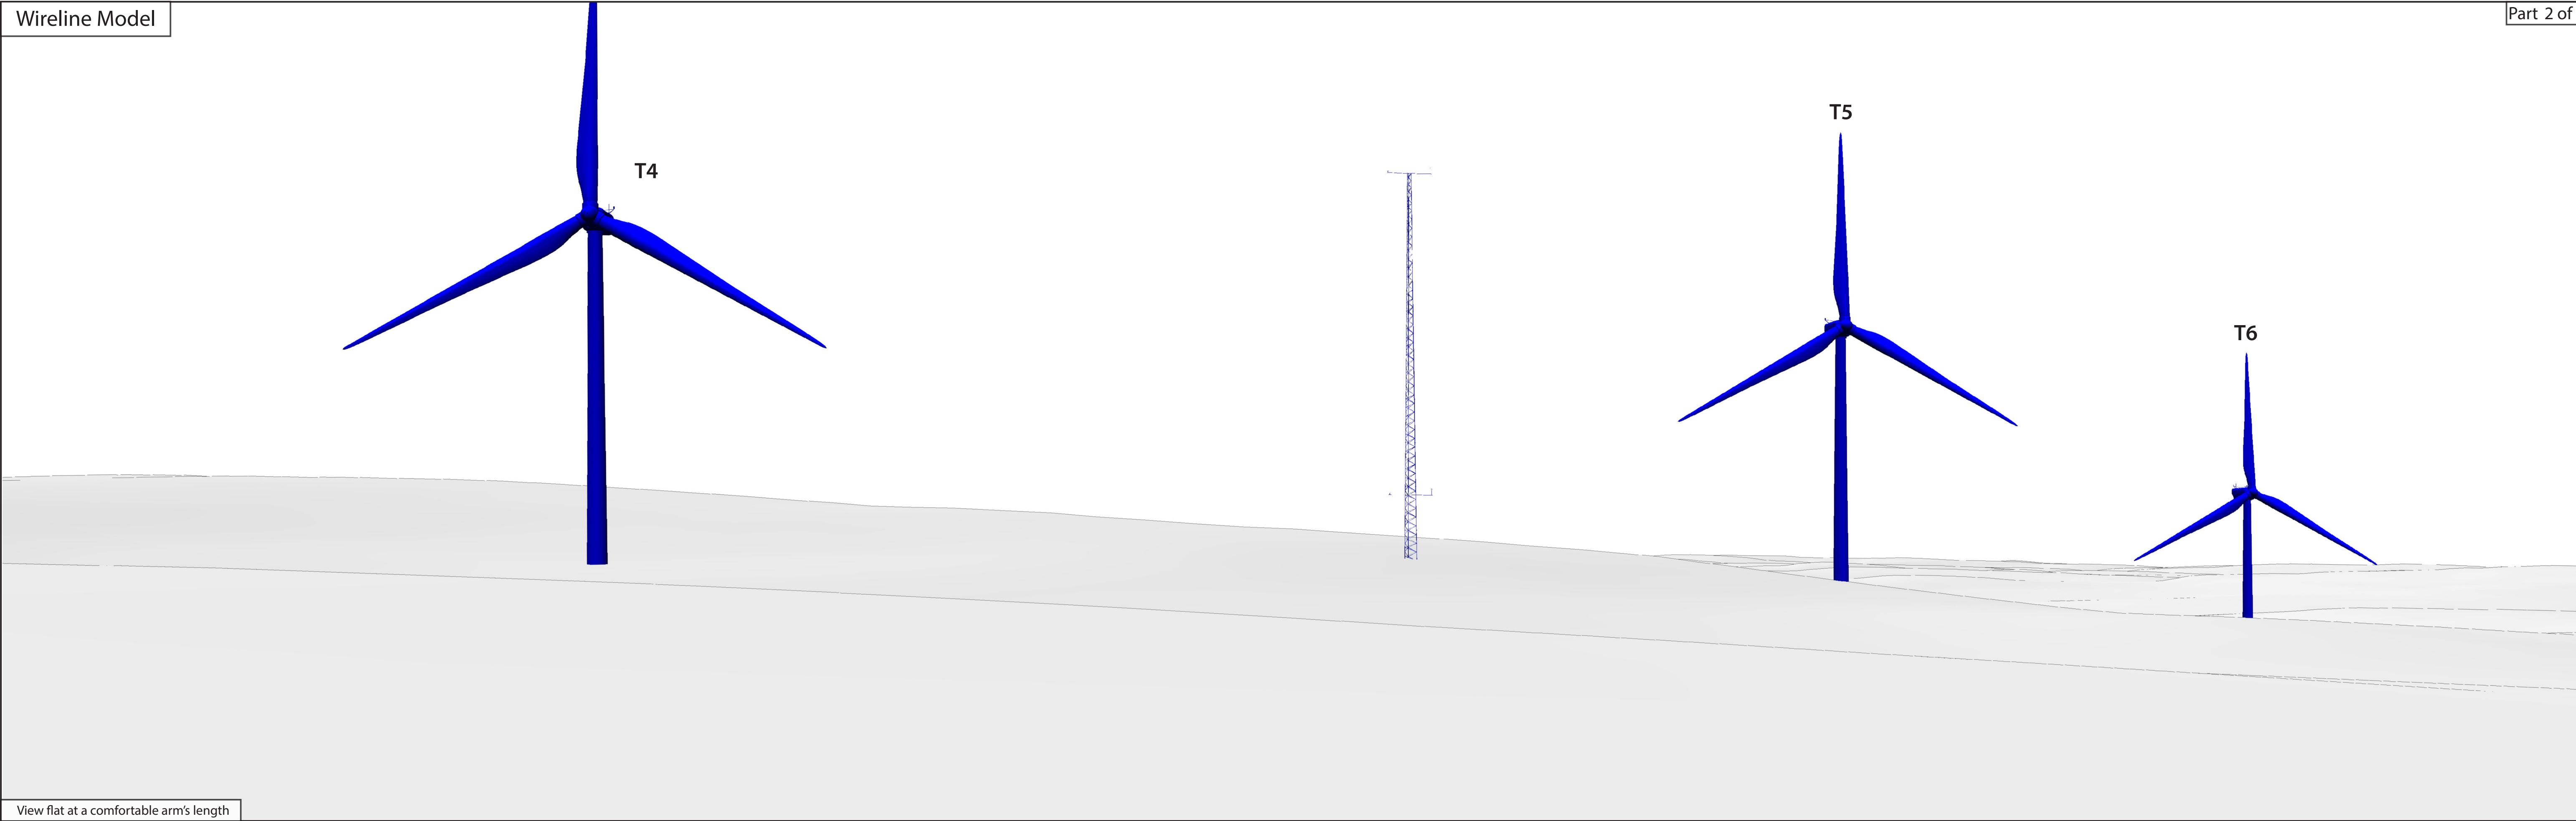 Wireline Model
Part 2 of
T4
T5
T6
View flat at a comfortable arm’s length